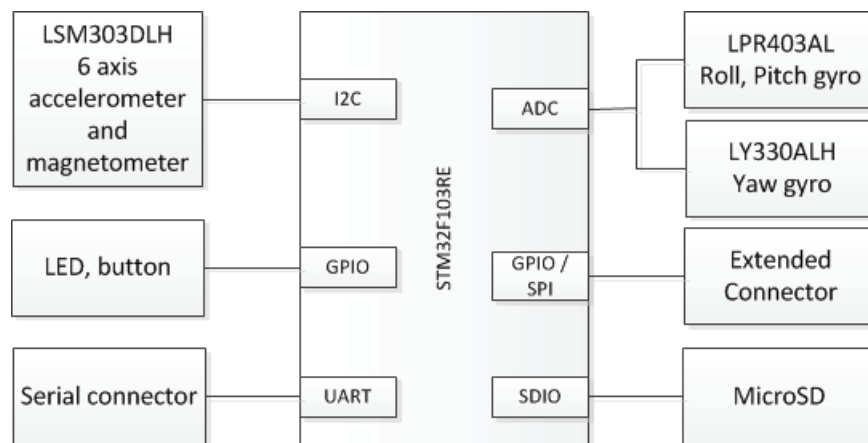 LSM303DLH
6 axis
accelerometer
and
magnetometer
I2C
LED, button
GPIO
Serial connector
UART
STM32F103RE
ADC
LPR403AL
Roll, Pitch gyro
LY330ALH
Yaw gyro
GPIO /
SPI
Extended
Connector
SDIO
MicroSD